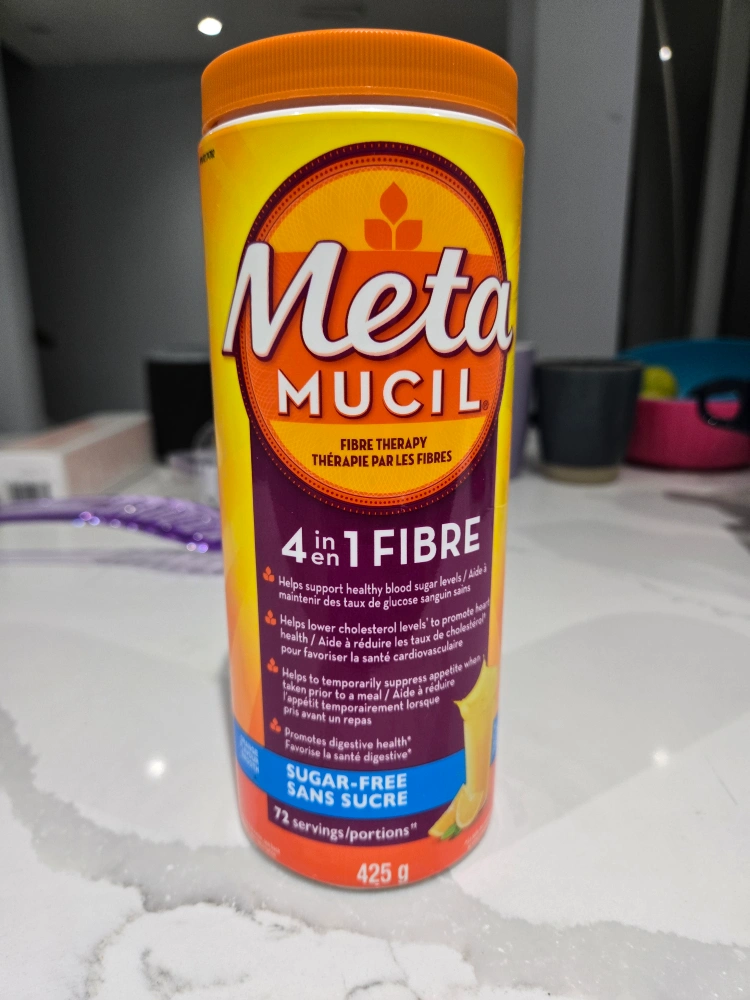 Meta
MUCIL®
FIBRE THERAPY
THÉRAPIE PAR LES FIBRES
4 in en 1 FIBRE
Helps support healthy blood sugar levels / Aide à
maintenir des taux de glucose sanguin sains
Helps lower cholesterol levels† to promote heart
health / Aide à réduire les taux de cholestérol†
pour favoriser la santé cardiovasculaire
Helps to temporarily suppress appetite when
taken prior to a meal / Aide à réduire
l'appétit temporairement lorsque
pris avant un repas
Promotes digestive health*
Favorise la santé digestive*
SUGAR-FREE
SANS SUCRE
72 servings/portions††
425 g